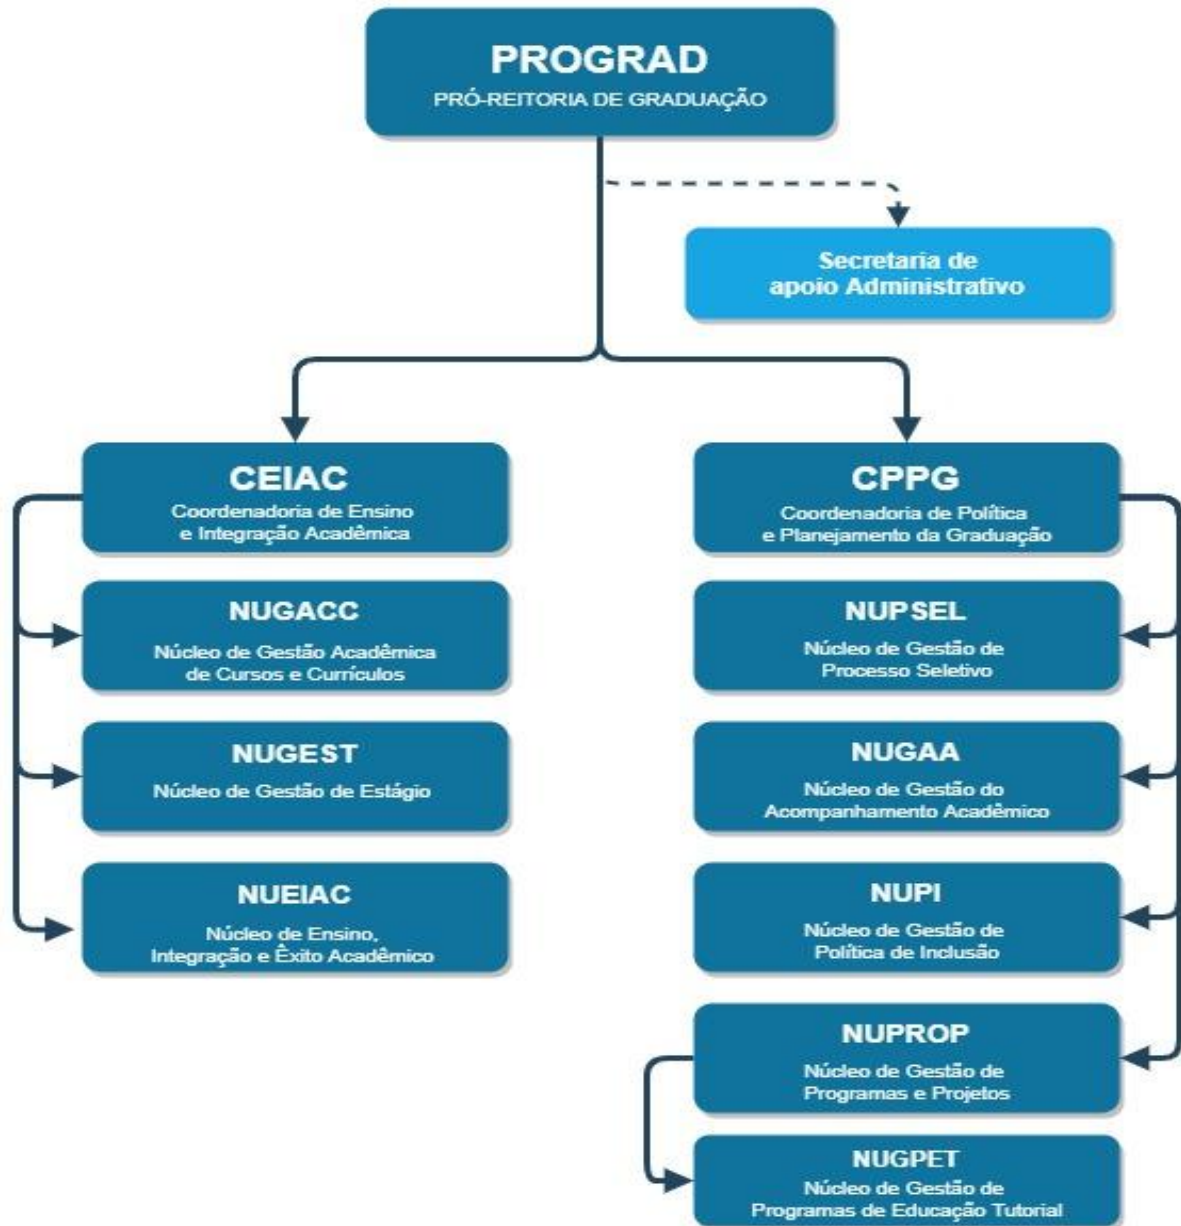 PROGRAD
PRÓ-REITORIA DE GRADUAÇÃO
Secretaria de
apoio Administrativo
CEIAC
Coordenadoria de Ensino
e Integração Acadêmica
NUGACC
Núcleo de Gestão Acadêmica
de Cursos e Currículos
NUGEST
Núcleo de Gestão de Estágio
NUEIAC
Núcleo de Ensino,
Integração e Êxito Acadêmico
CPPG
Coordenadoria de Política
e Planejamento da Graduação
NUPSEL
Núcleo de Gestão de
Processo Seletivo
NUGAA
Núcleo de Gestão do
Acompanhamento Acadêmico
NUPI
Núcleo de Gestão de
Política de Inclusão
NUPROP
Núcleo de Gestão de
Programas e Projetos
NUGPET
Núcleo de Gestão de
Programas de Educação Tutorial